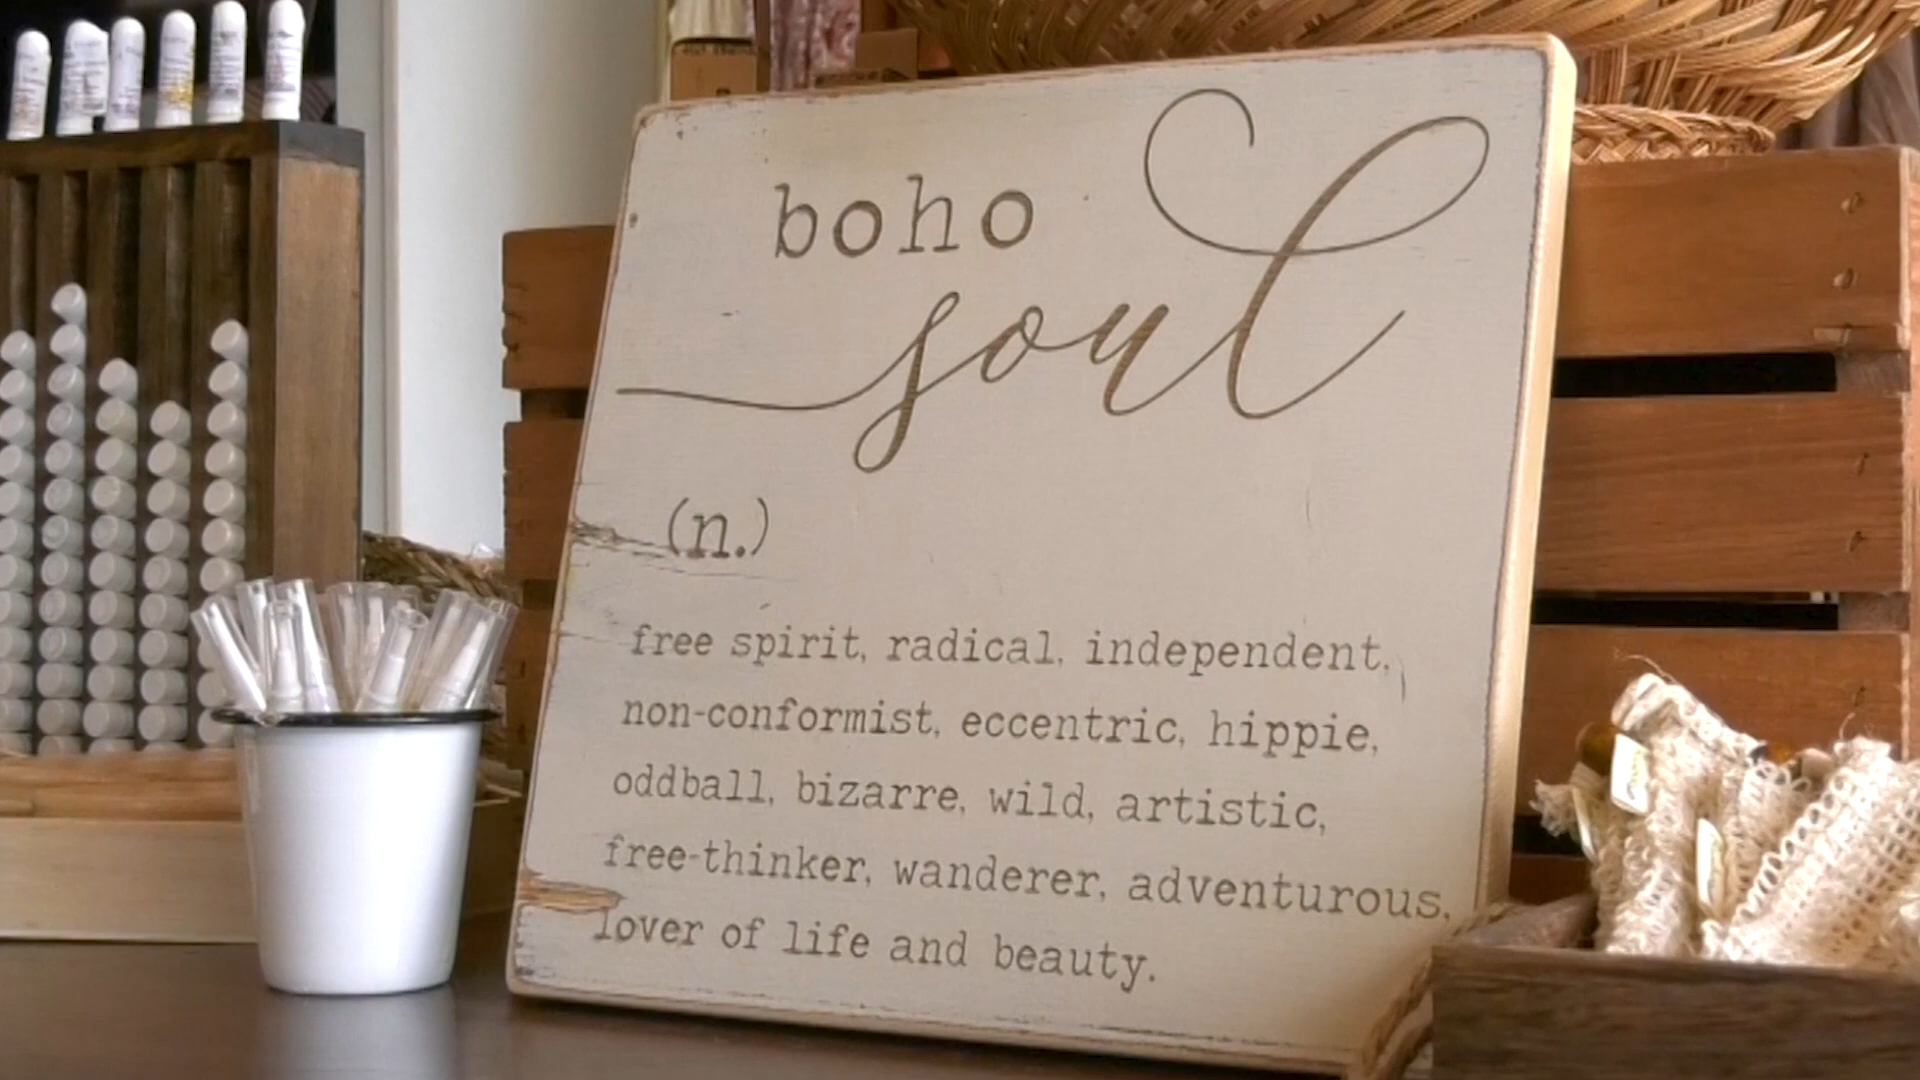 boho
soul
(n.)
free spirit, radical, independent,
non-conformist, eccentric, hippie,
oddball, bizarre, wild, artistic,
free-thinker, wanderer, adventurous,
lover of life and beauty.